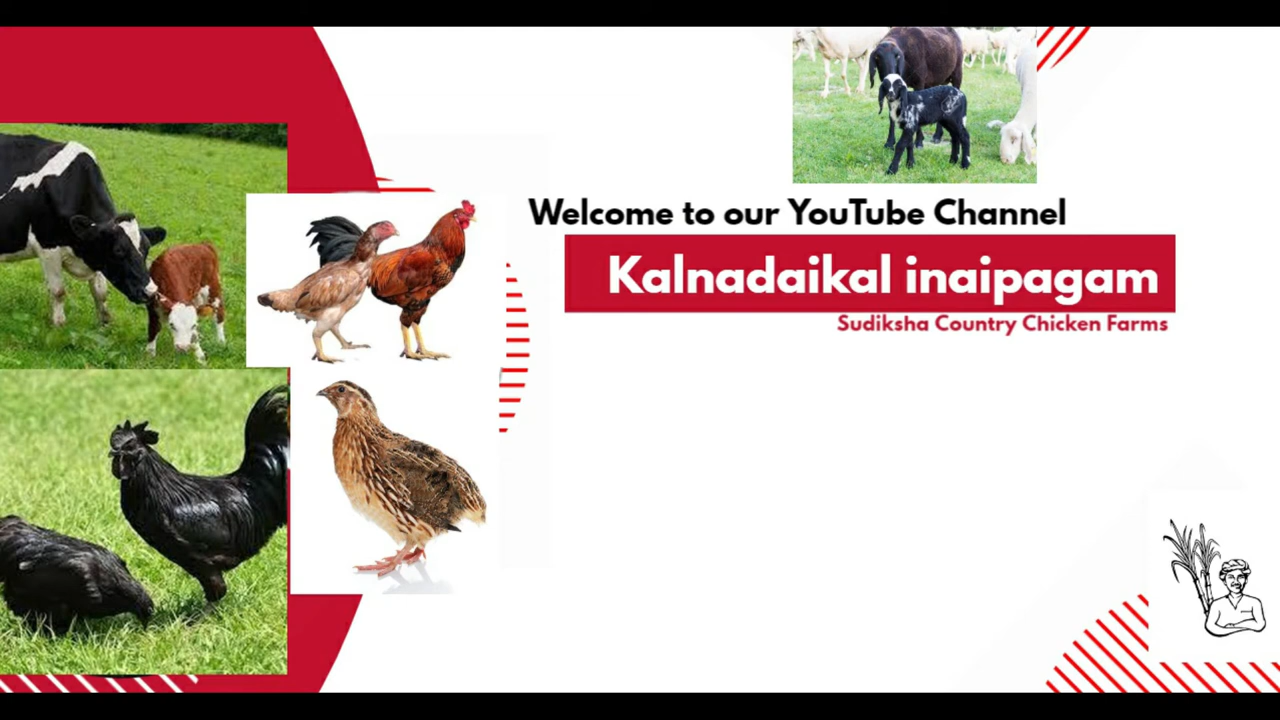 Welcome to our YouTube Channel
Kalnadaikal inaipagam
Sudiksha Country Chicken Farms